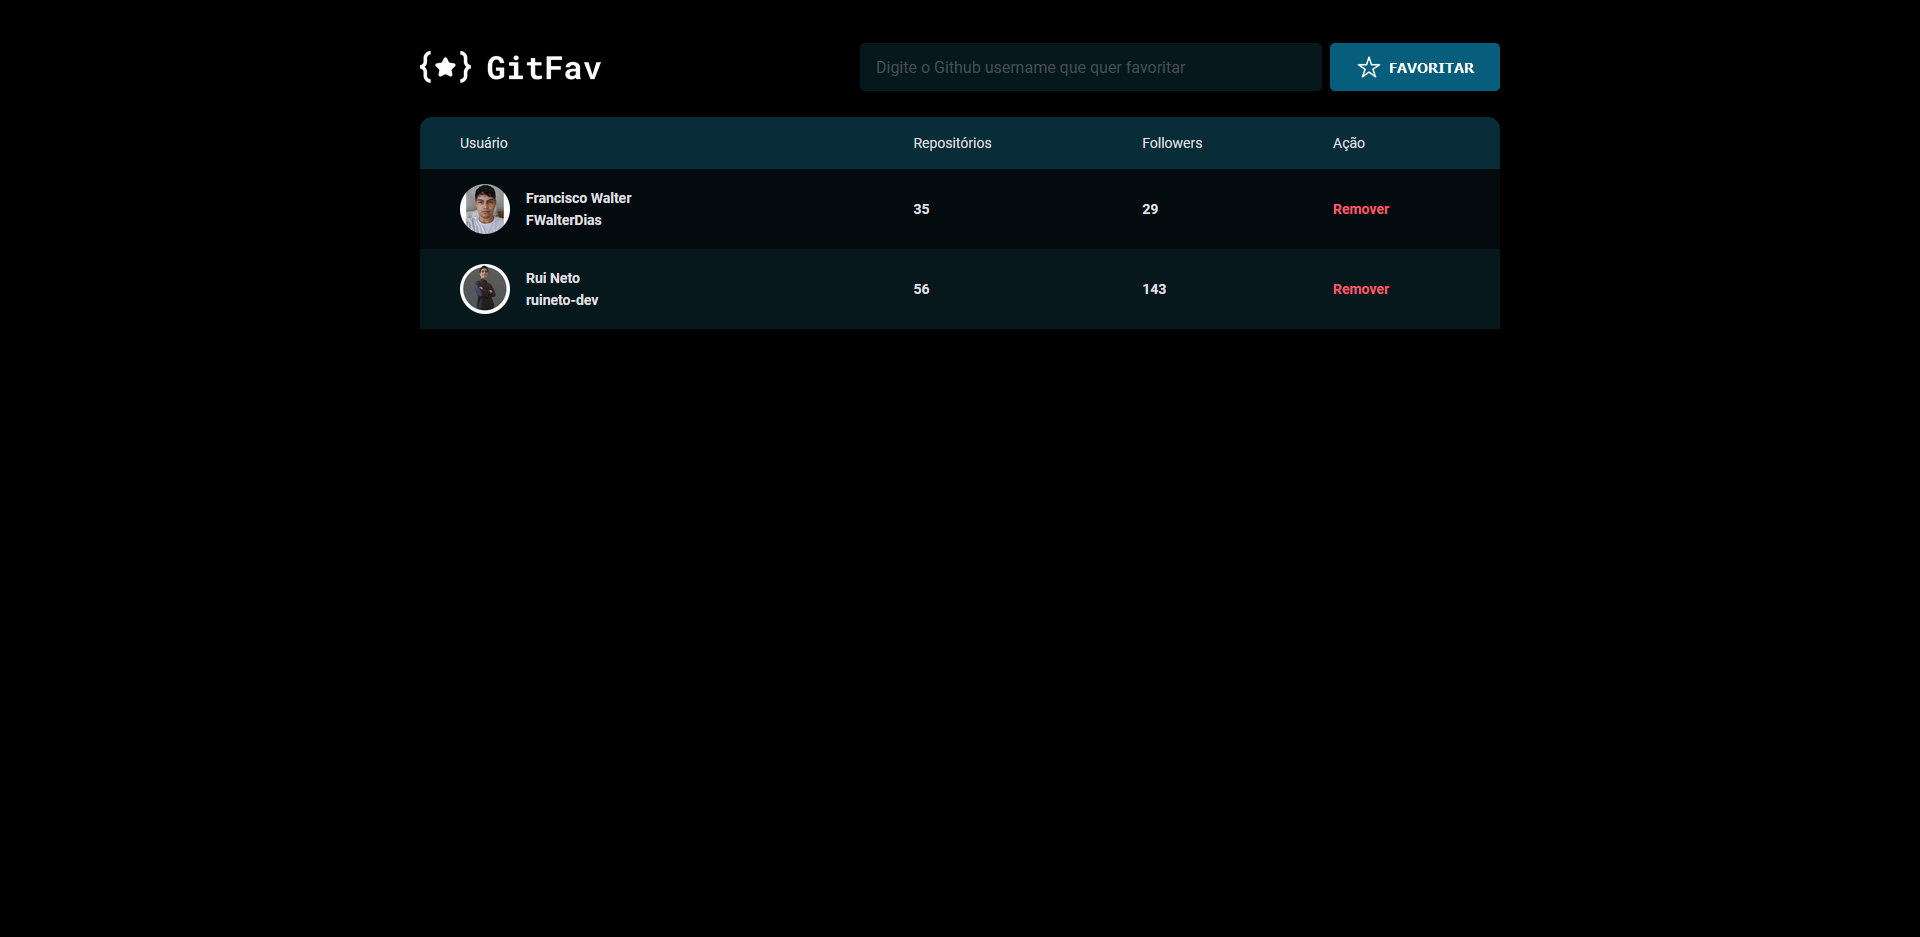 GitFav
Digite o Github username que quer favoritar
FAVORITAR
Usuário Repositórios Followers Ação
Francisco Walter
FWalterDias
35 29 Remover
Rui Neto
ruineto-dev
56 143 Remover